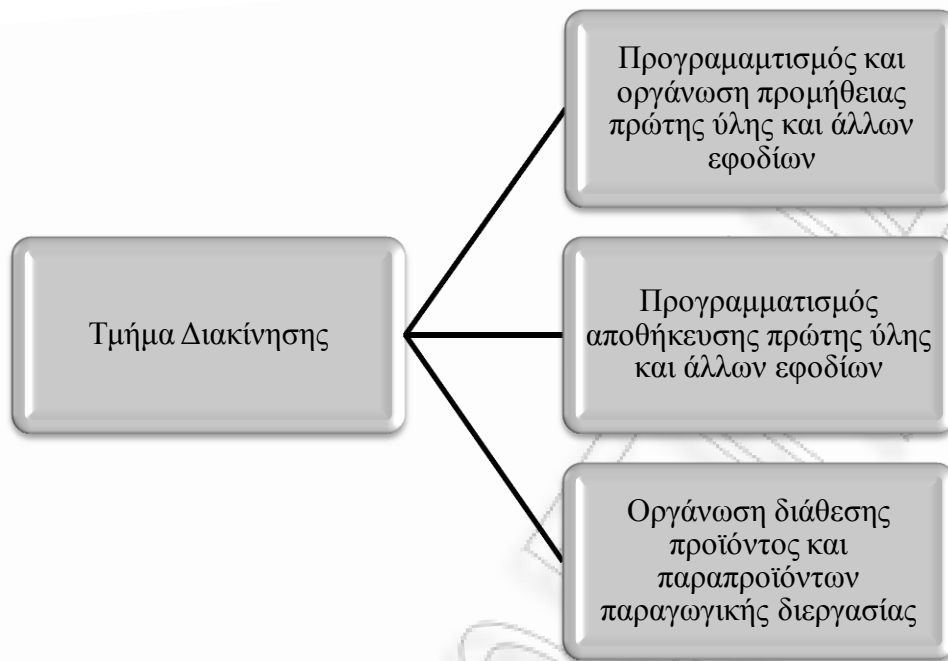 Προγραμαμτισμός και
οργάνωση προμήθειας
πρώτης ύλης και άλλων
εφοδίων
Τμήμα Διακίνησης
Προγραμματισμός
αποθήκευσης πρώτης ύλης
και άλλων εφοδίων
Οργάνωση διάθεσης
προϊόντος και
παραπροϊόντων
παραγωγικής διεργασίας